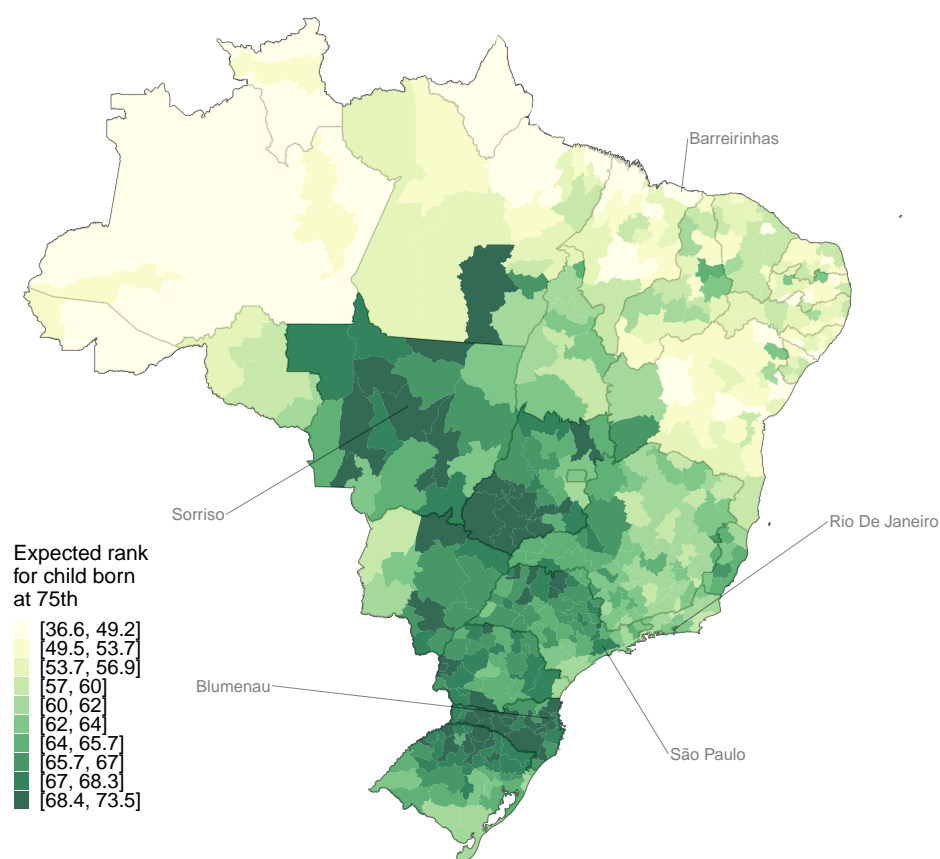 Barreirinhas
Sorriso
Rio De Janeiro
Expected rank
for child born
at 75th
[36.6, 49.2]
[49.5, 53.7]
[53.7, 56.9]
[57, 60]
[60, 62]
[62, 64]
[64, 65.7]
[65.7, 67]
[67, 68.3]
[68.4, 73.5]
Blumenau
São Paulo